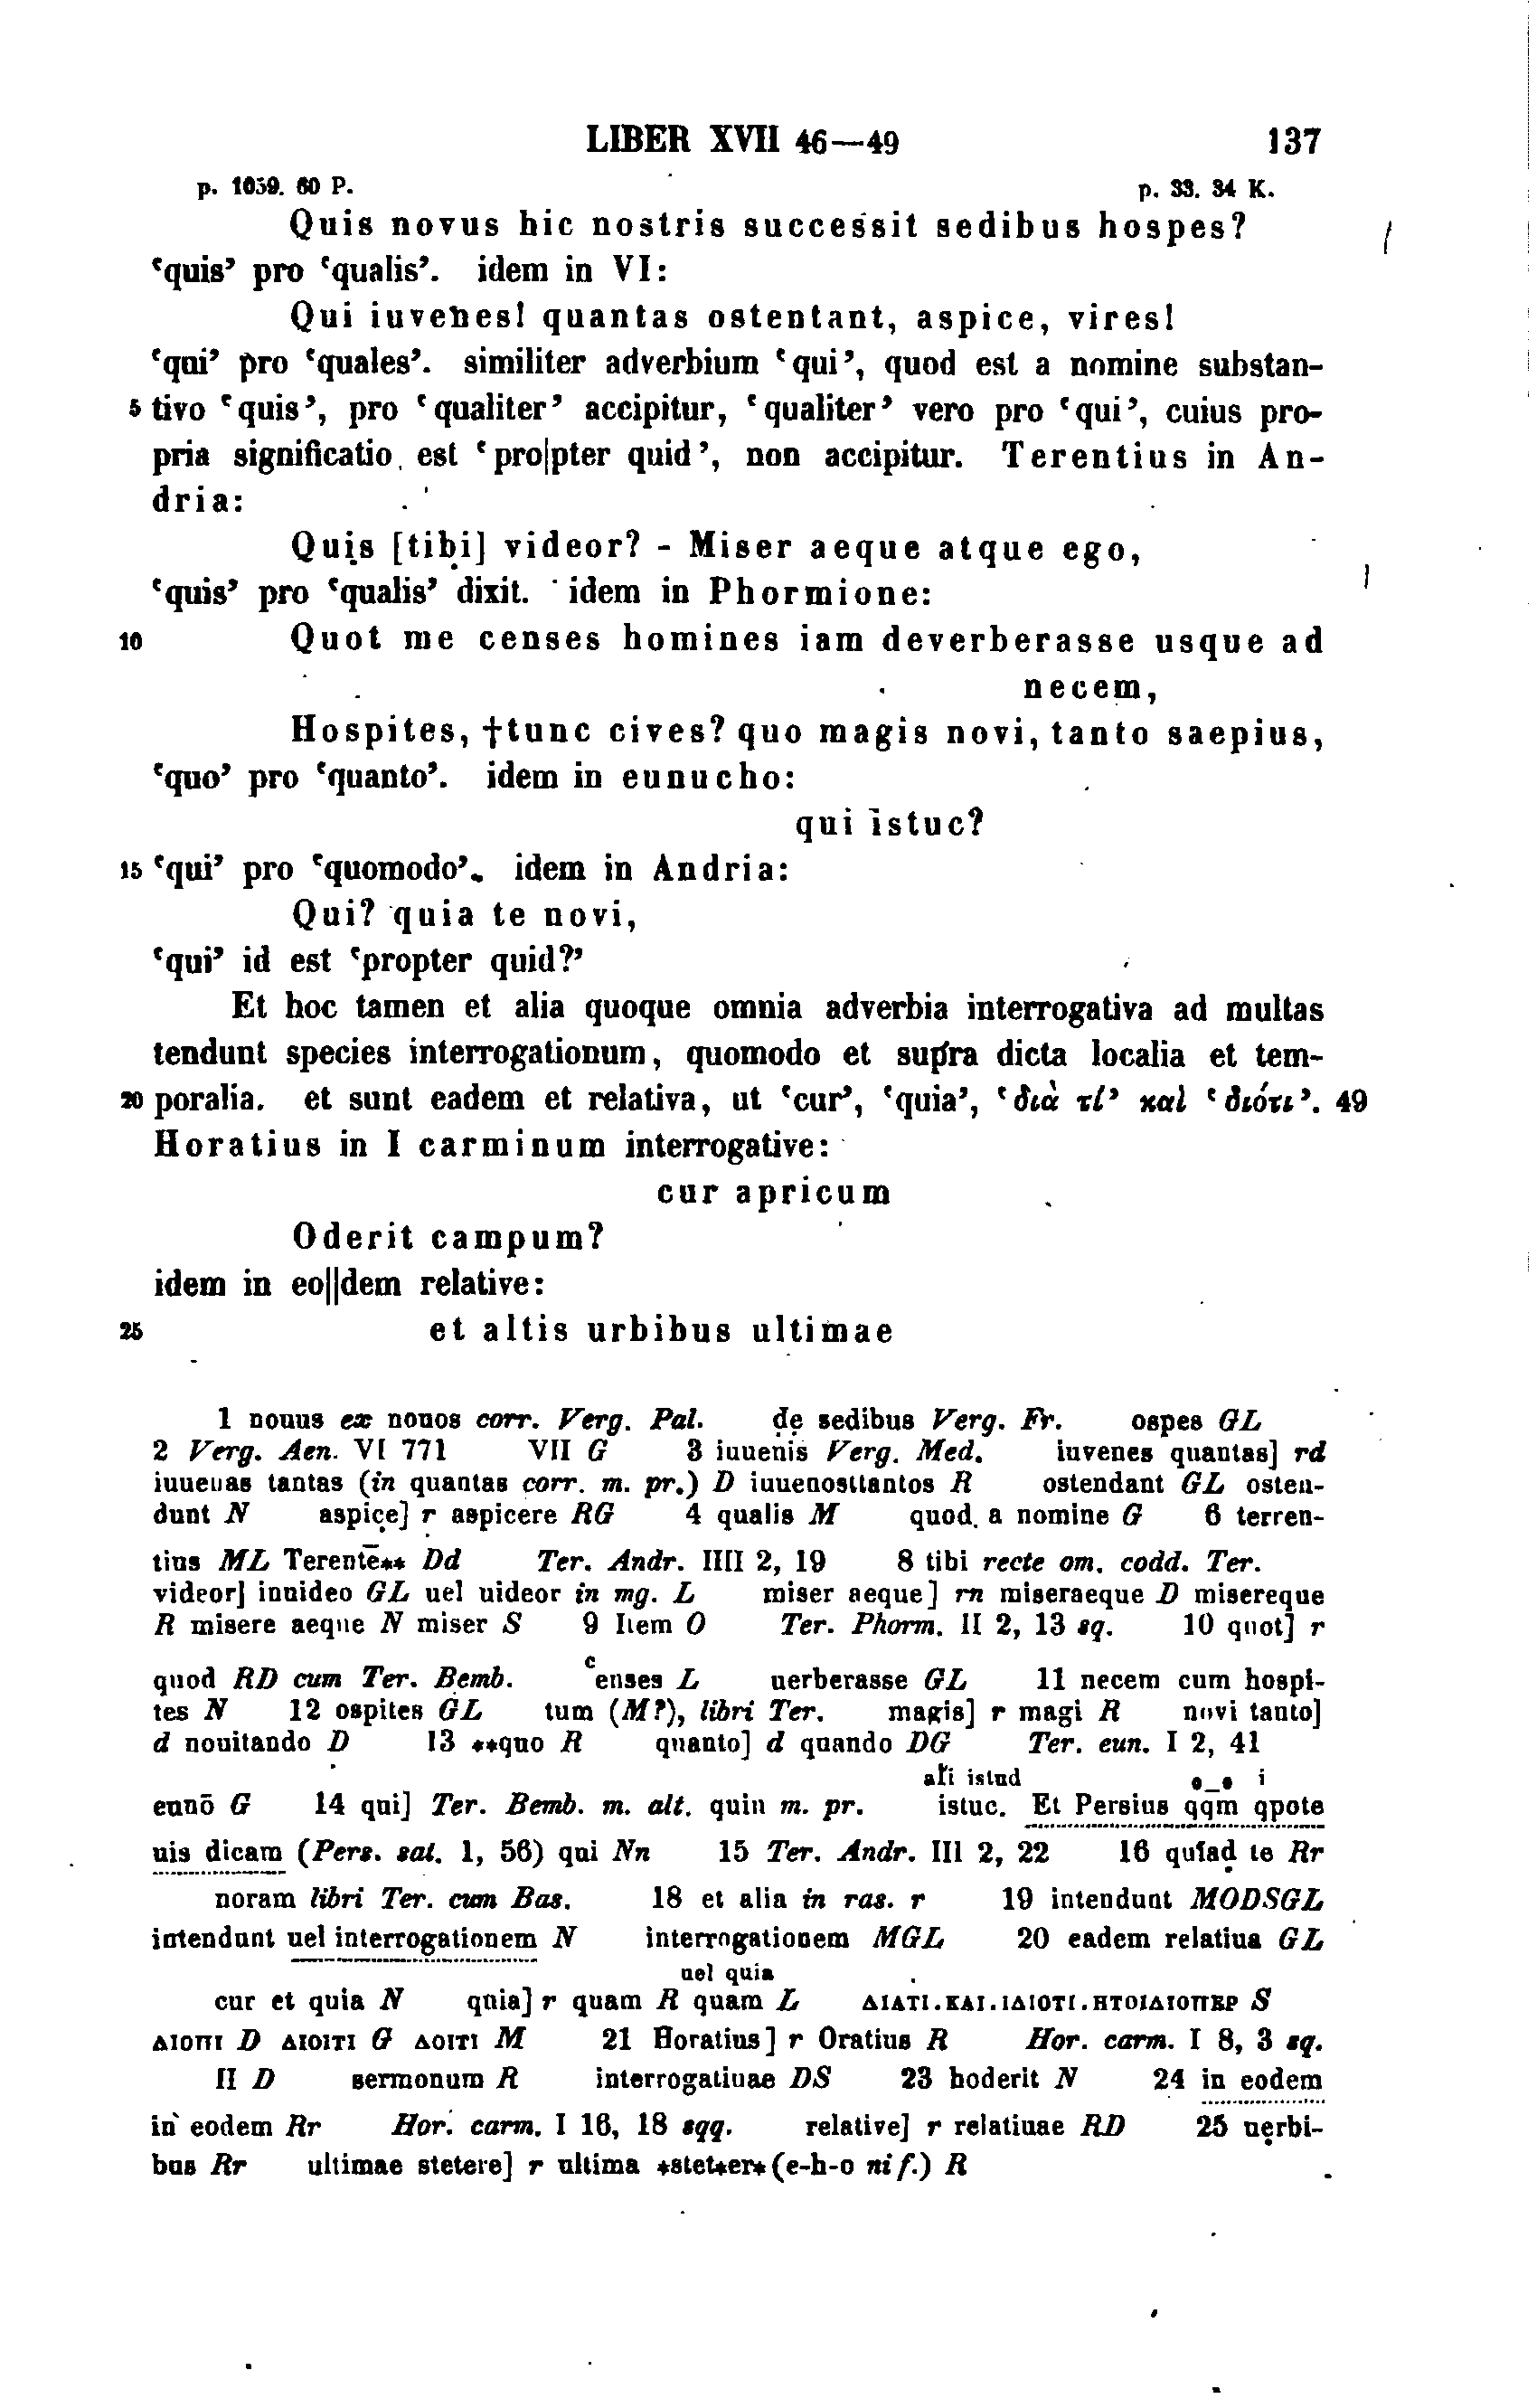 LIBER XVII 46—49 137
p. 1059. 60 P. p. 33. 34 K.
Quis novus hic nostris successit sedibus hospes?
‘quis’ pro ‘qualis’. idem in VI:
Qui iuvenes! quantas ostentant, aspice, vires!
‘qui’ pro ‘quales’. similiter adverbium ‘qui’, quod est a nomine substan-
5 tivo ‘quis’, pro ‘qualiter’ accipitur, ‘qualiter’ vero pro ‘qui’, cuius pro-
pria significatio est ‘pro|pter quid’, non accipitur. Terentius in An-
dria:
Quis [tibi] videor? - Miser aeque atque ego,
‘quis’ pro ‘qualis’ dixit. idem in Phormione:
10 Quot me censes homines iam deverberasse usque ad
necem,
Hospites, †tunc cives? quo magis novi, tanto saepius,
‘quo’ pro ‘quanto’. idem in eunucho:
qui istuc?
15 ‘qui’ pro ‘quomodo’. idem in Andria:
Qui? quia te novi,
‘qui’ id est ‘propter quid?’
Et hoc tamen et alia quoque omnia adverbia interrogativa ad multas
tendunt species interrogationum, quomodo et supra dicta localia et tem-
20 poralia. et sunt eadem et relativa, ut ‘cur’, ‘quia’, ‘διὰ τί’ καὶ ‘διότι’. 49
Horatius in I carminum interrogative:
cur apricum
Oderit campum?
idem in eo||dem relative:
25 et altis urbibus ultimae
1 nouus ex nouos corr. Verg. Pal. dẹ sedibus Verg. Fr. ospes GL
2 Verg. Aen. VI 771 VII G 3 iuuenis Verg. Med. iuvenes quantas] rd
iuuenas tantas (in quantas corr. m. pr.) D iuuenosttantos R ostendant GL osten-
dunt N aspice] r aspicere RG 4 qualis M quod. a nomine G 6 terren-
tius ML Terentē** Dd Ter. Andr. IIII 2, 19 8 tibi recte om. codd. Ter.
videor] inuideo GL uel uideor in mg. L miser aeque] rn miseraeque D misereque
R misere aeque N miser S 9 Item O Ter. Phorm. II 2, 13 sq. 10 quot] r
quod RD cum Ter. Bemb. censes L uerberasse GL 11 necem cum hospi-
tes N 12 ospites GL tum (M?), libri Ter. magis] r magi R novi tanto]
d nouitando D 13 **quo R quanto] d quando DG Ter. eun. I 2, 41
ali istud i
eunō G 14 qui] Ter. Bemb. m. alt. quin m. pr. istuc. Et Persius qqm qpote
uis dicam (Pers. sat. 1, 56) qui Nn 15 Ter. Andr. III 2, 22 16 quiad te Rr
noram libri Ter. cum Bas. 18 et alia in ras. r 19 intendunt MODSGL
intendunt uel interrogationem N interrogationem MGL 20 eadem relatiua GL
uel quia
cur et quia N quia] r quam R quam L ΔΙΑΤΙ.ΚΑΙ.ΙΔΙΟΤΙ.ΗΤΟΙΔΙΟΠΕΡ S
ΔΙΟΠΙ D ΔΙΟΙΤΙ G ΔΟΙΤΙ M 21 Horatius] r Oratius R Hor. carm. I 8, 3 sq.
II D sermonum R interrogatiuae DS 23 hoderit N 24 in eodem
in eodem Rr Hor. carm. I 16, 18 sqq. relative] r relatiuae RD 25 uẹrbi-
bus Rr ultimae stetere] r ultima *stet*er* (e-h-o ni f.) R